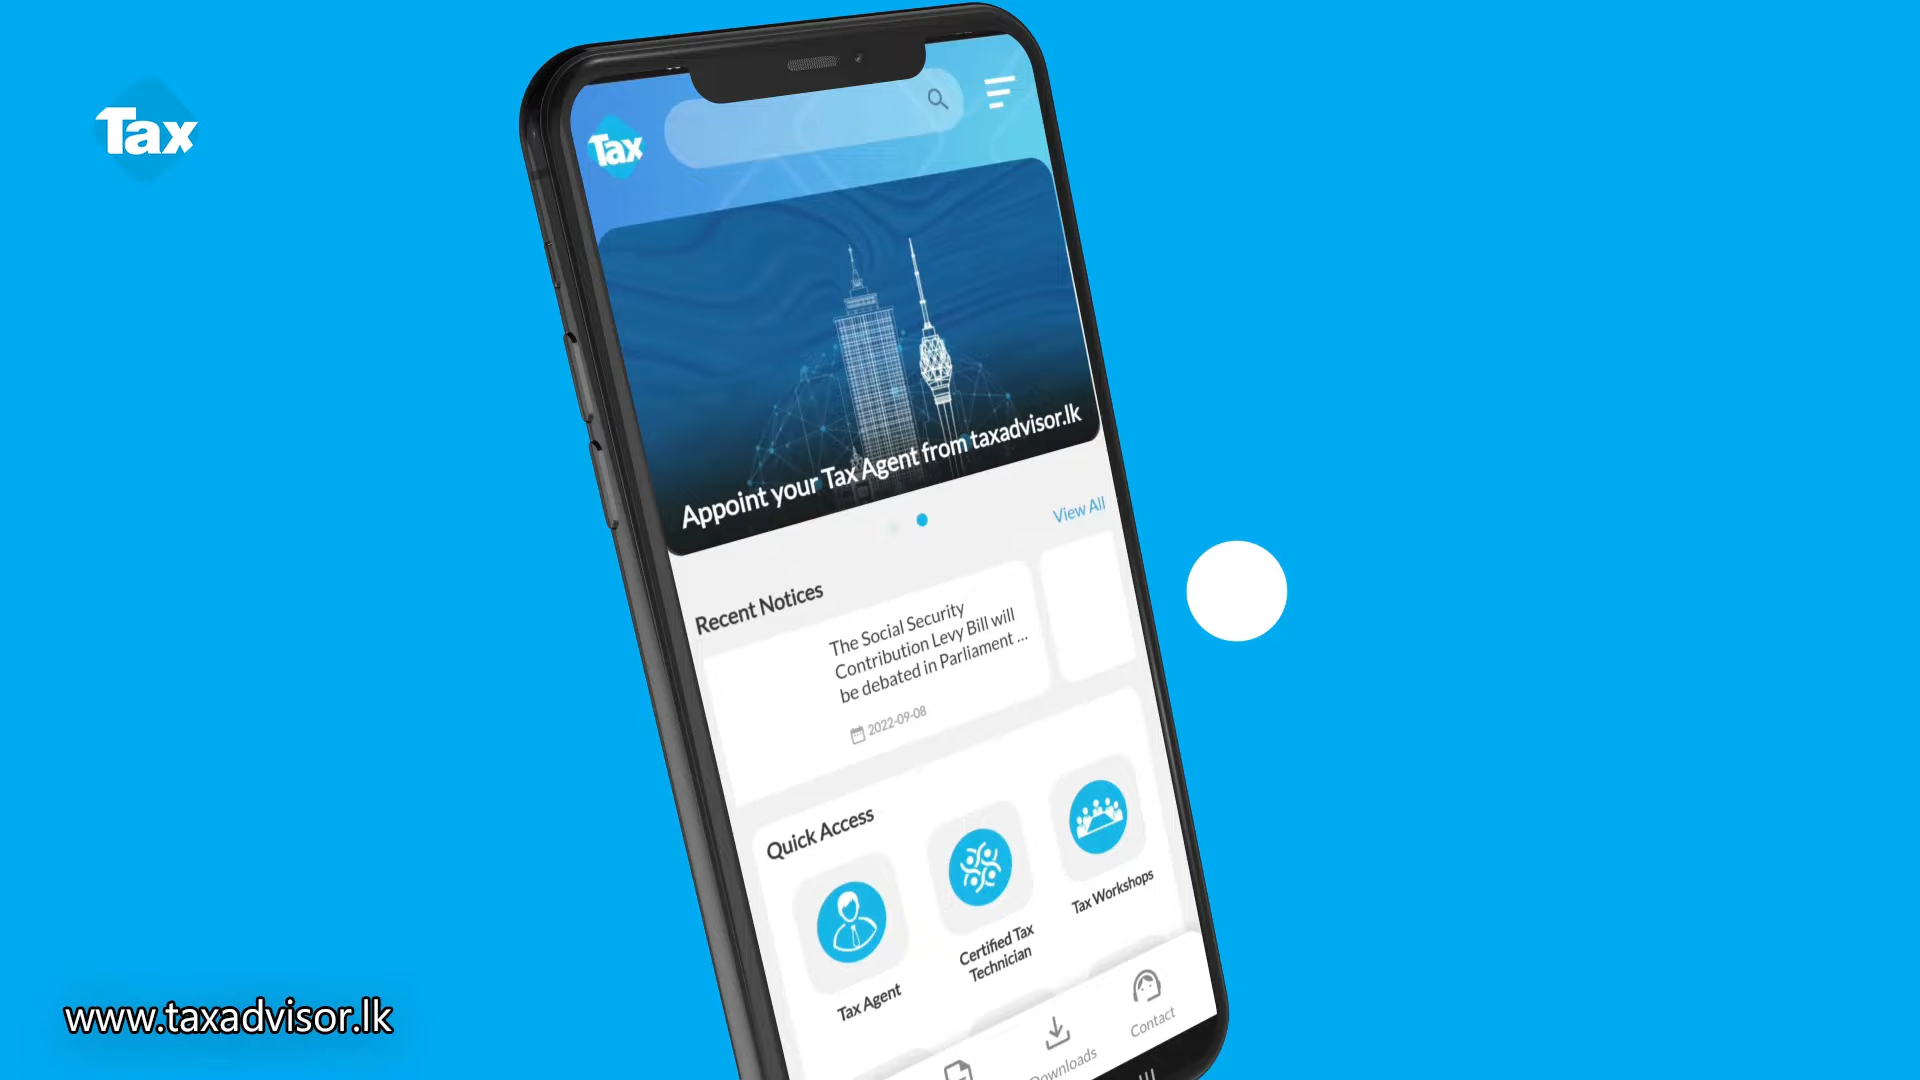 Tax
Tax
Appoint your Tax Agent from taxadvisor.lk
View All
Recent Notices
The Social Security
Contribution Levy Bill will
be debated in Parliament ...
2022-09-08
Quick Access
Tax Agent
Certified Tax
Technician
Tax Workshops
Downloads
Contact
www.taxadvisor.lk